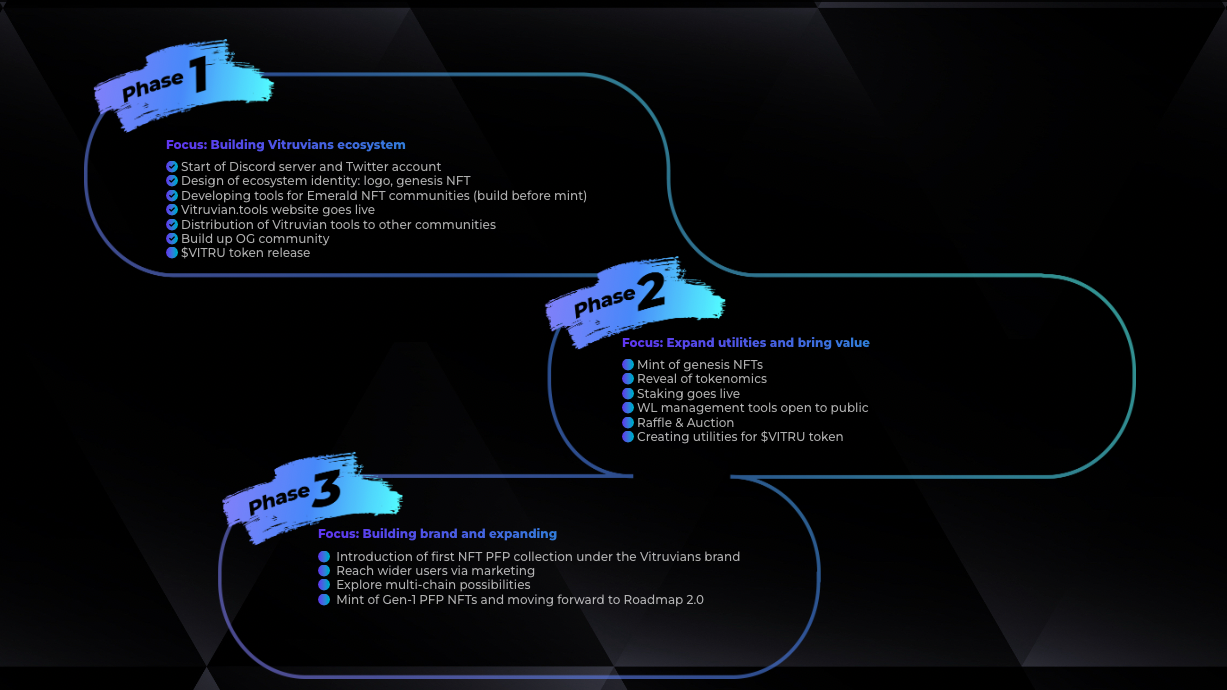 Phase 1
Focus: Building Vitruvians ecosystem
Start of Discord server and Twitter account
Design of ecosystem identity: logo, genesis NFT
Developing tools for Emerald NFT communities (build before mint)
Vitruvian.tools website goes live
Distribution of Vitruvian tools to other communities
Build up OG community
$VITRU token release
Phase 2
Focus: Expand utilities and bring value
Mint of genesis NFTs
Reveal of tokenomics
Staking goes live
WL management tools open to public
Raffle & Auction
Creating utilities for $VITRU token
Phase 3
Focus: Building brand and expanding
Introduction of first NFT PFP collection under the Vitruvians brand
Reach wider users via marketing
Explore multi-chain possibilities
Mint of Gen-1 PFP NFTs and moving forward to Roadmap 2.0